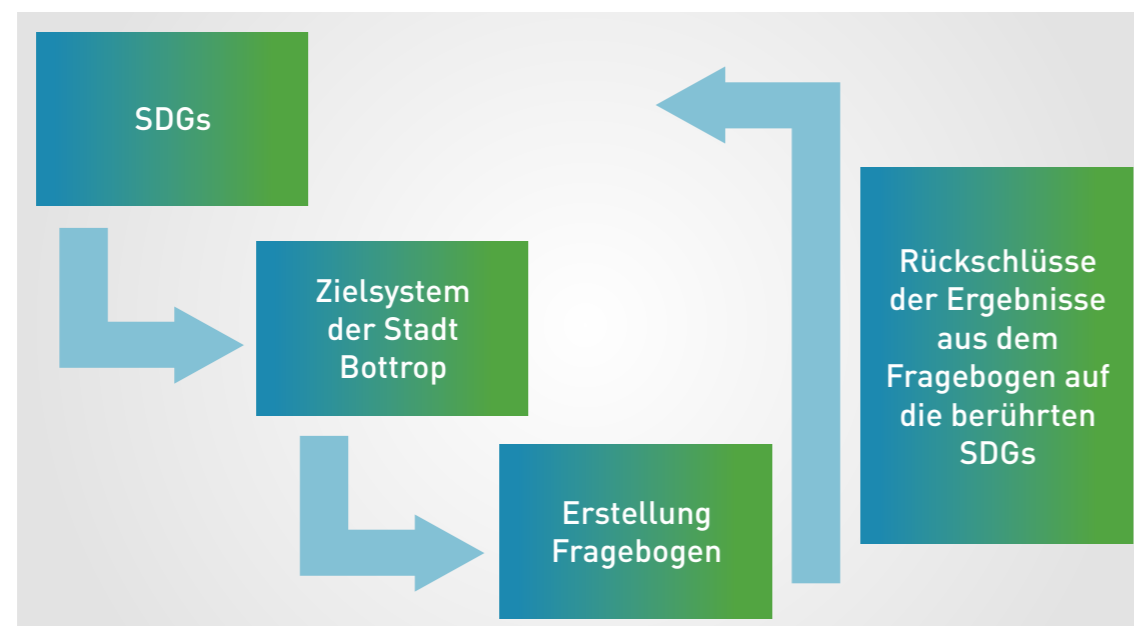 SDGs
Zielsystem
der Stadt
Bottrop
Erstellung
Fragebogen
Rückschlüsse
der Ergebnisse
aus dem
Fragebogen auf
die berührten
SDGs